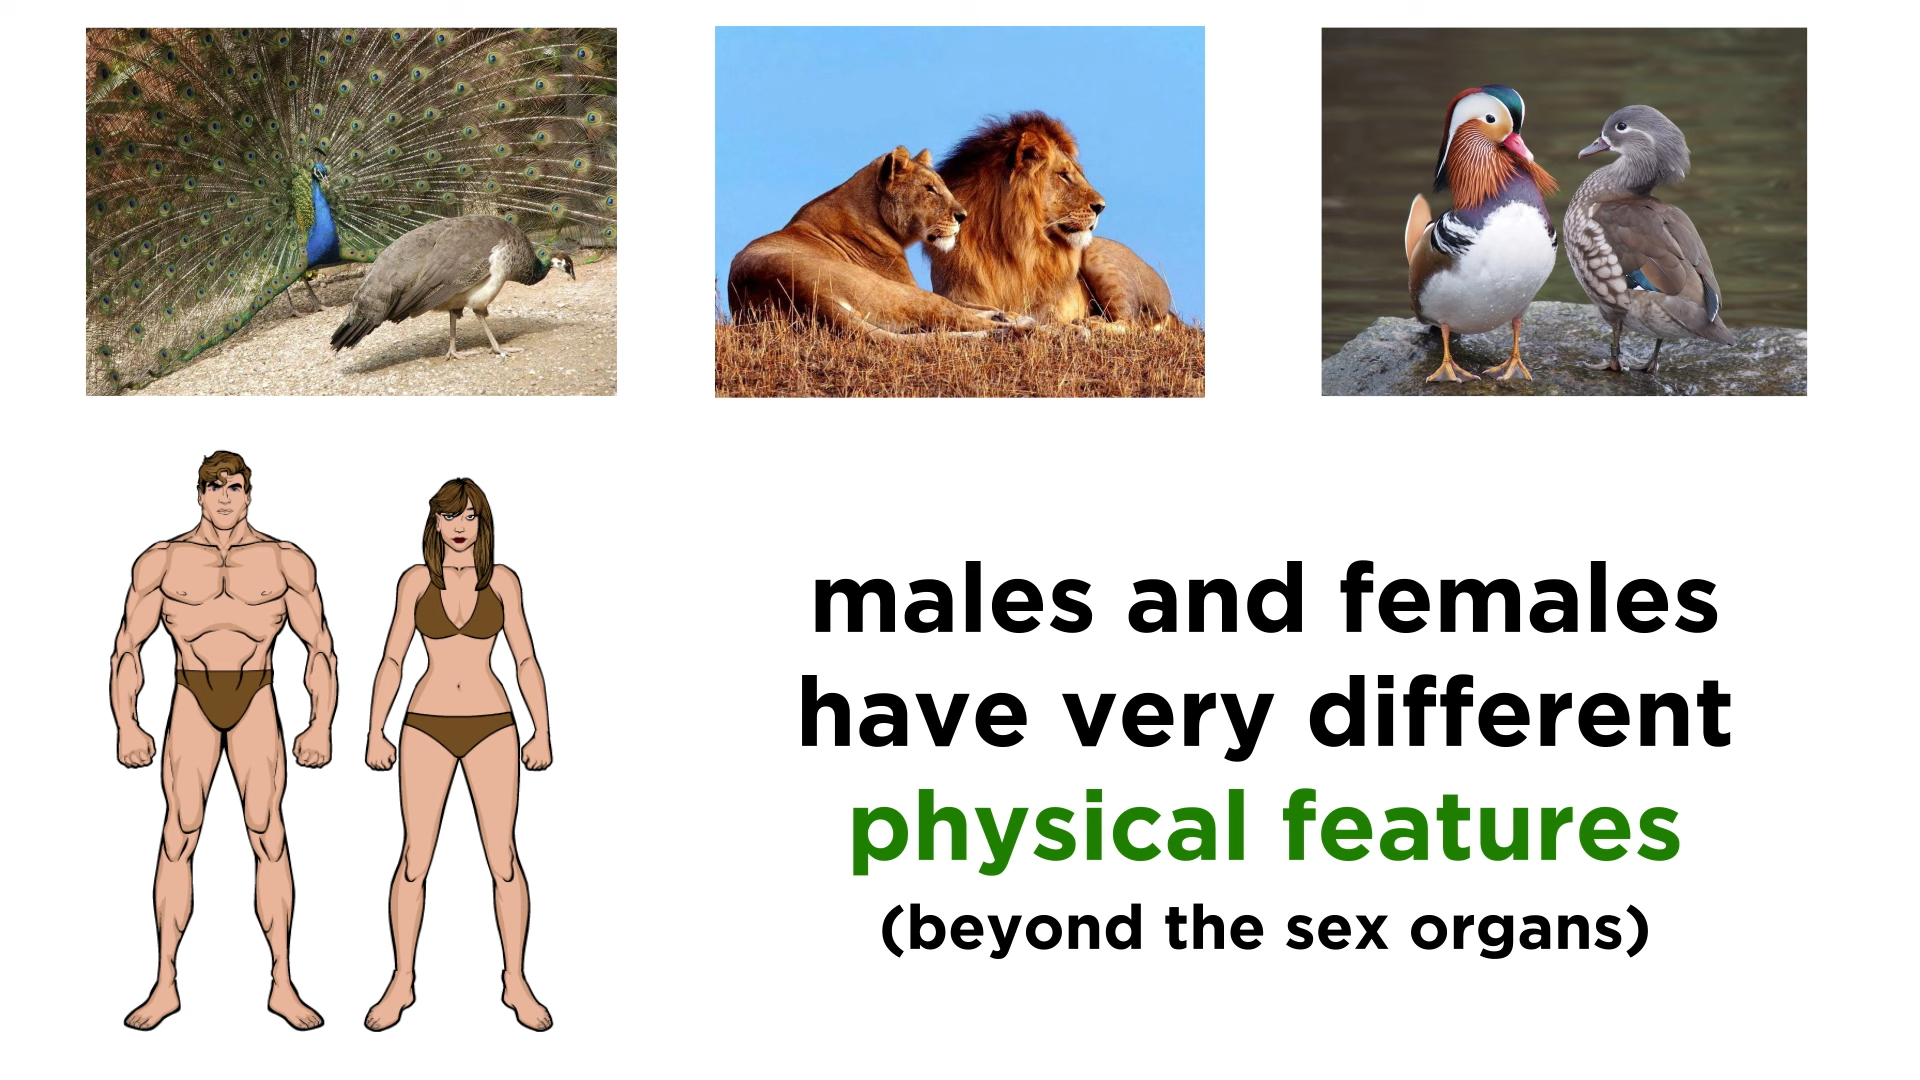 males and females
have very different
physical features
(beyond the sex organs)